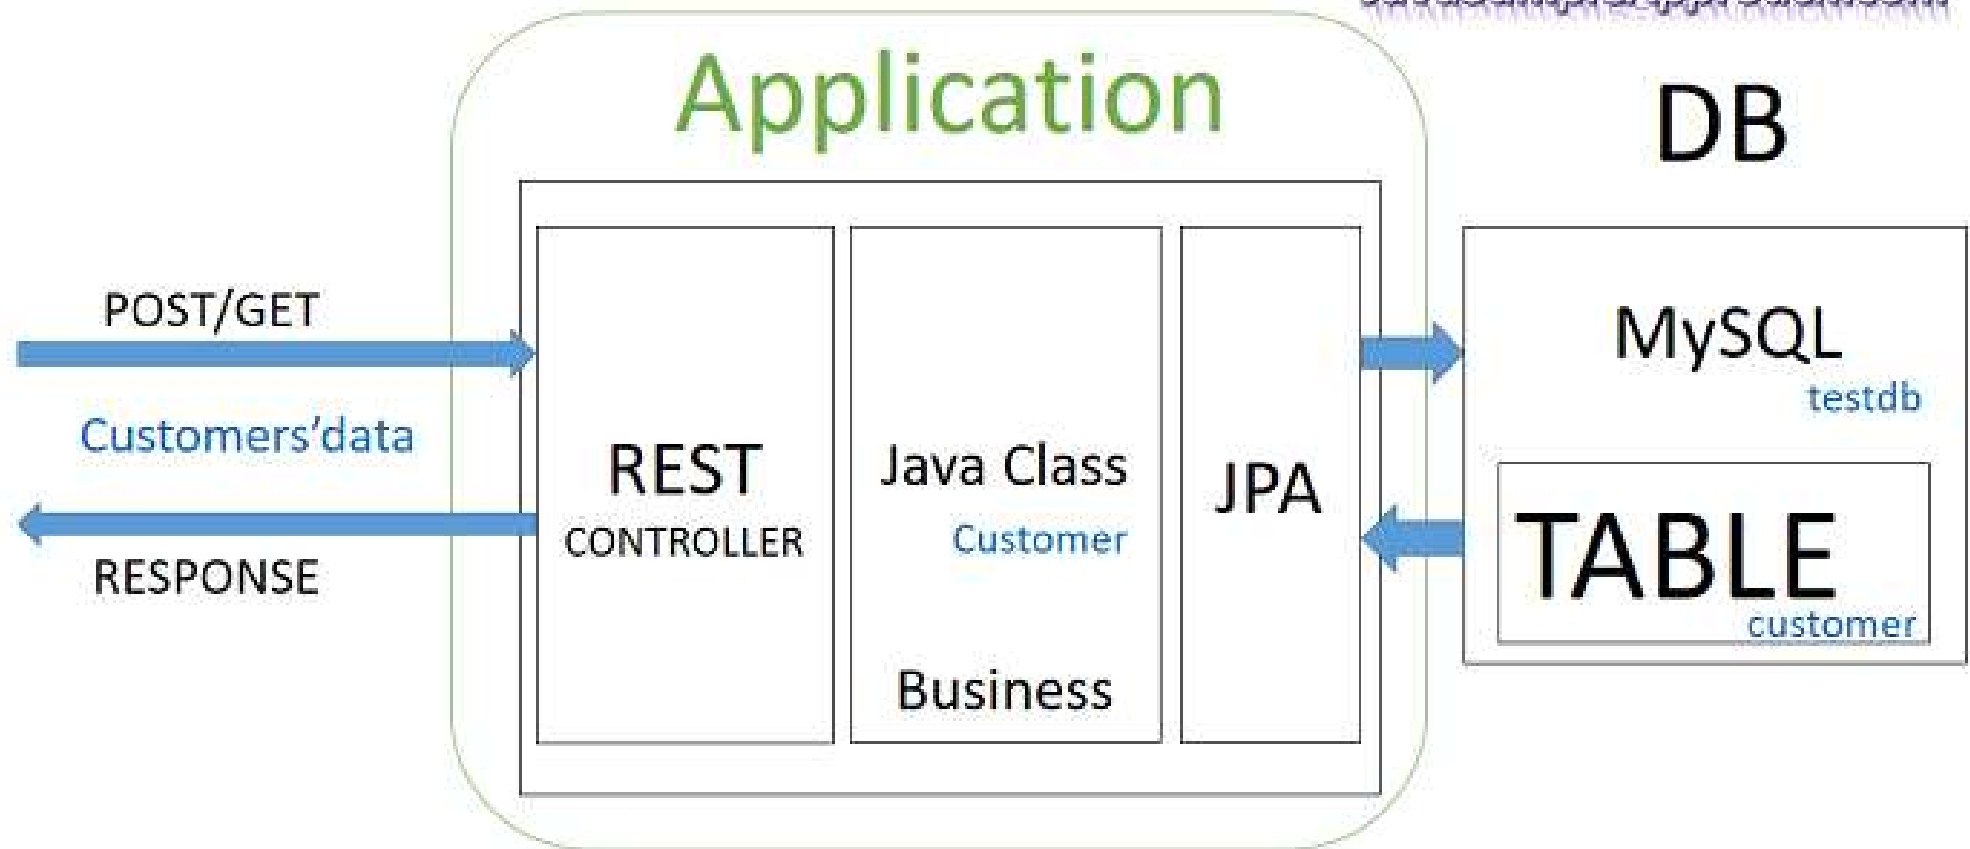 Application
DB
POST/GET
Customers'data
RESPONSE
REST
CONTROLLER
Java Class
Customer
Business
JPA
MySQL
testdb
TABLE
customer